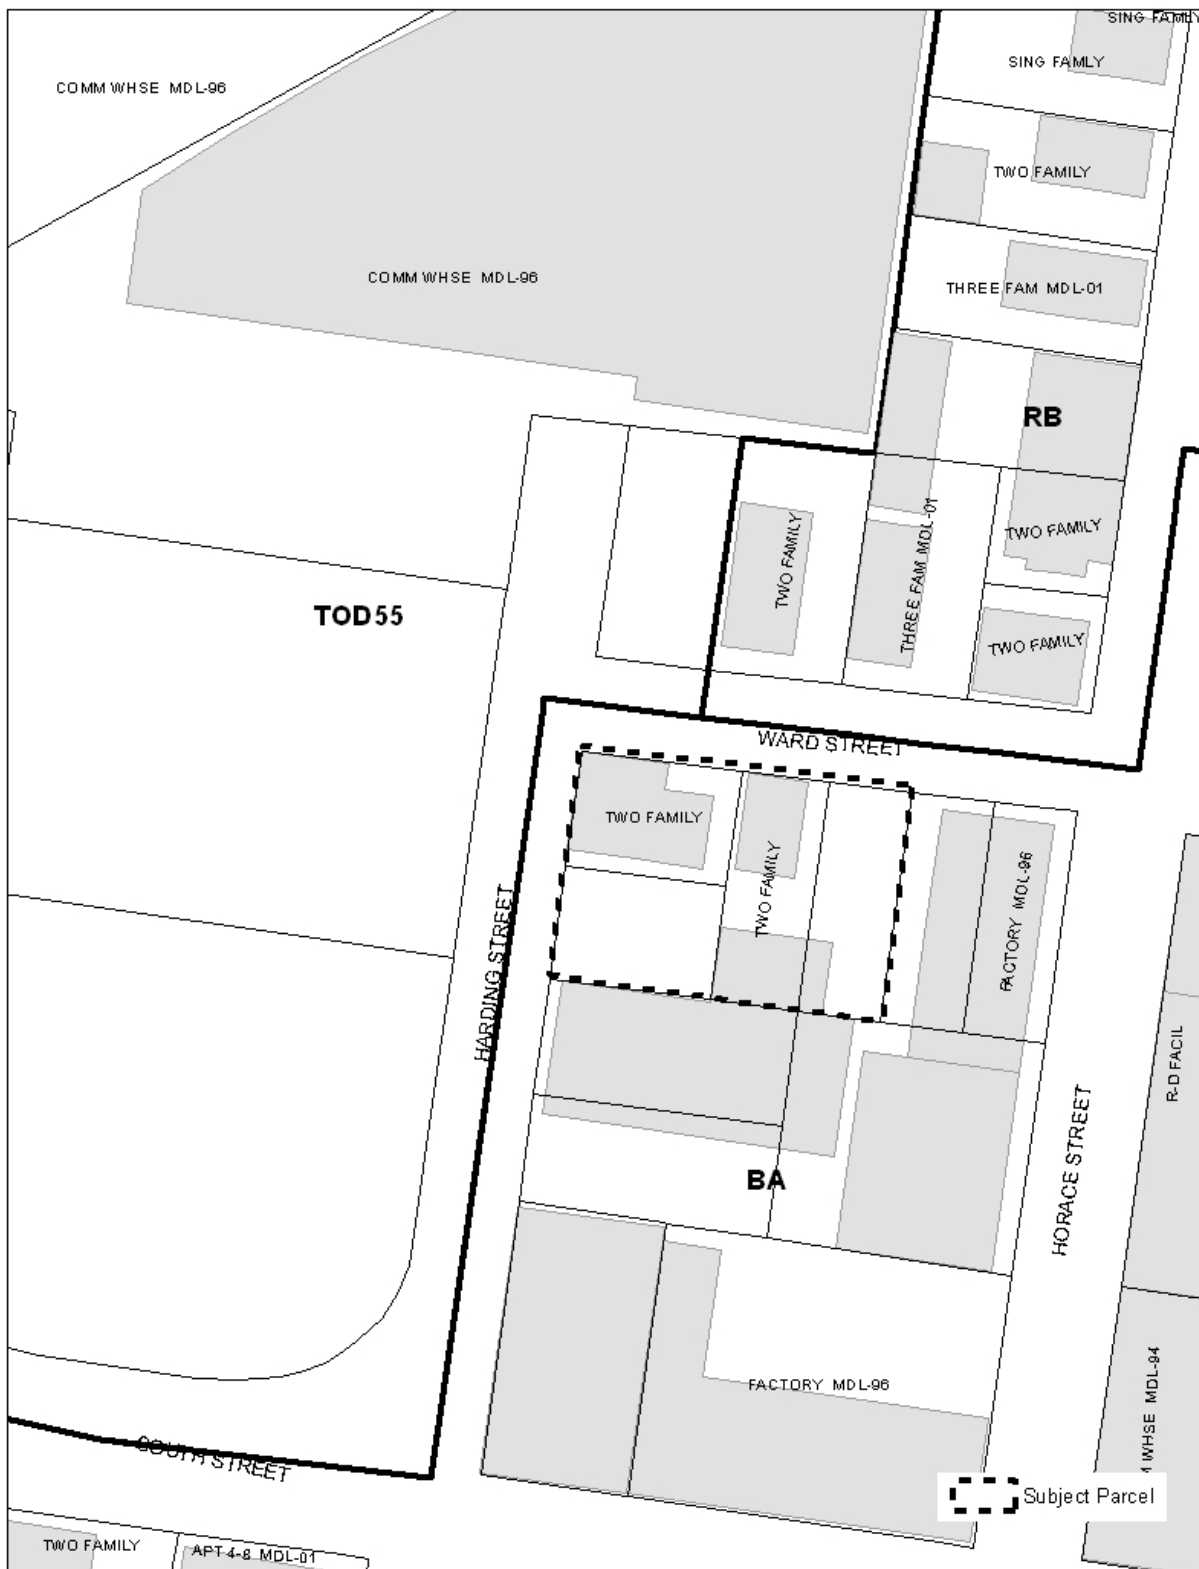 SING FAMILY
SING FAMLY
COMM WHSE MDL-96
TWO FAMILY
COMM WHSE MDL-96
THREE FAM MDL-01
RB
TWO FAMILY
THREE FAM MDL-01
TWO FAMILY
TOD55
TWO FAMILY
WARD STREET
TWO FAMILY
TWO FAMILY
FACTORY MDL-96
HARDING STREET
R-D FACIL
HORACE STREET
BA
FACTORY MDL-96
M WHSE MDL-94
SOUTH STREET
Subject Parcel
TWO FAMILY
APT 4-8 MDL-01